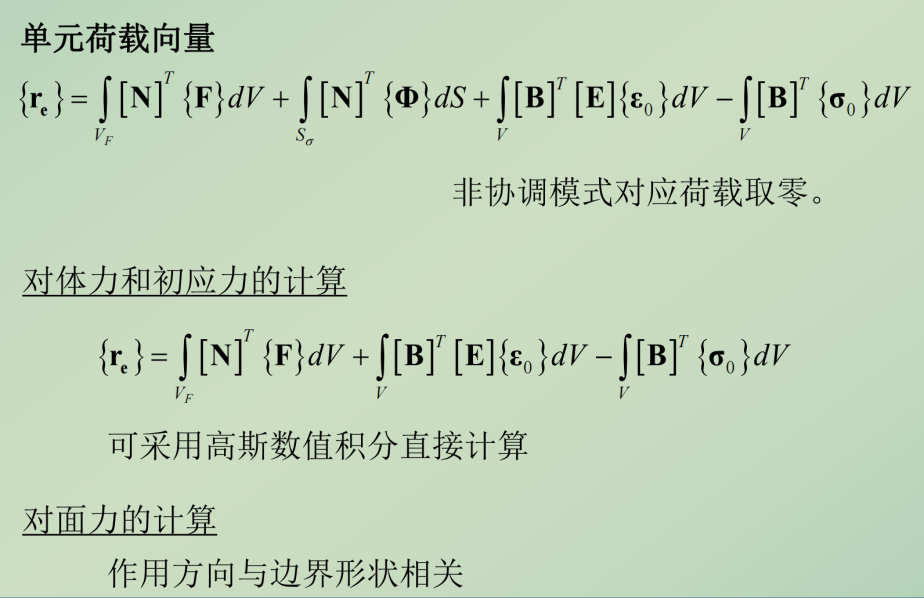 单元荷载向量
{r_e} = ∫_{V_F} [N]^T {F}dV + ∫_{S_σ} [N]^T {Φ}dS + ∫_V [B]^T [E]{ε_0}dV − ∫_V [B]^T {σ_0}dV
非协调模式对应荷载取零。
对体力和初应力的计算
{r_e} = ∫_{V_F} [N]^T {F}dV + ∫_V [B]^T [E]{ε_0}dV − ∫_V [B]^T {σ_0}dV
可采用高斯数值积分直接计算
对面力的计算
作用方向与边界形状相关